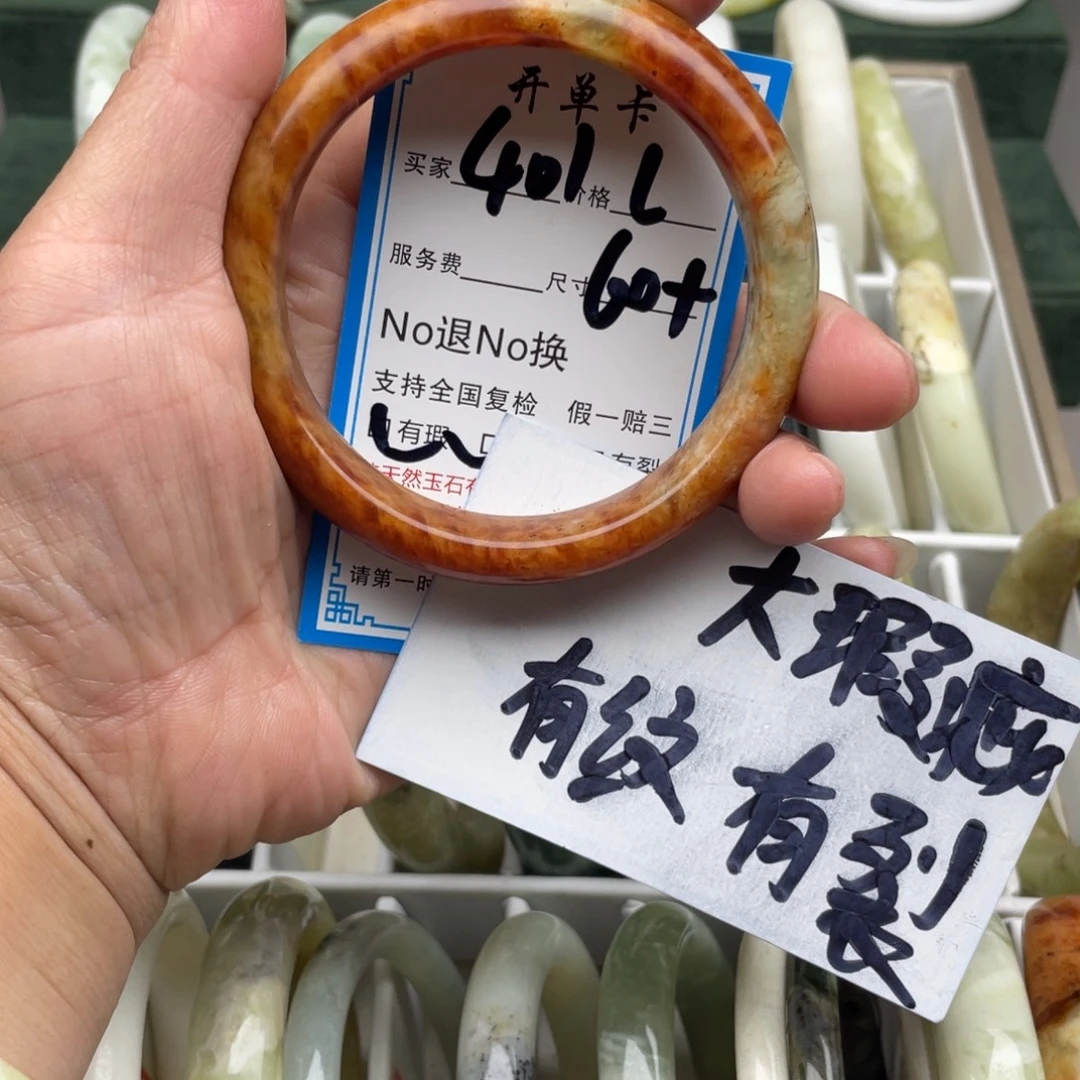 开单卡
买家 401 价格 L
服务费 尺寸 60+
No退No换
支持全国复检 假一赔三
有瑕 有裂
天然玉石
请第一时
大瑕疵
有纹 有裂